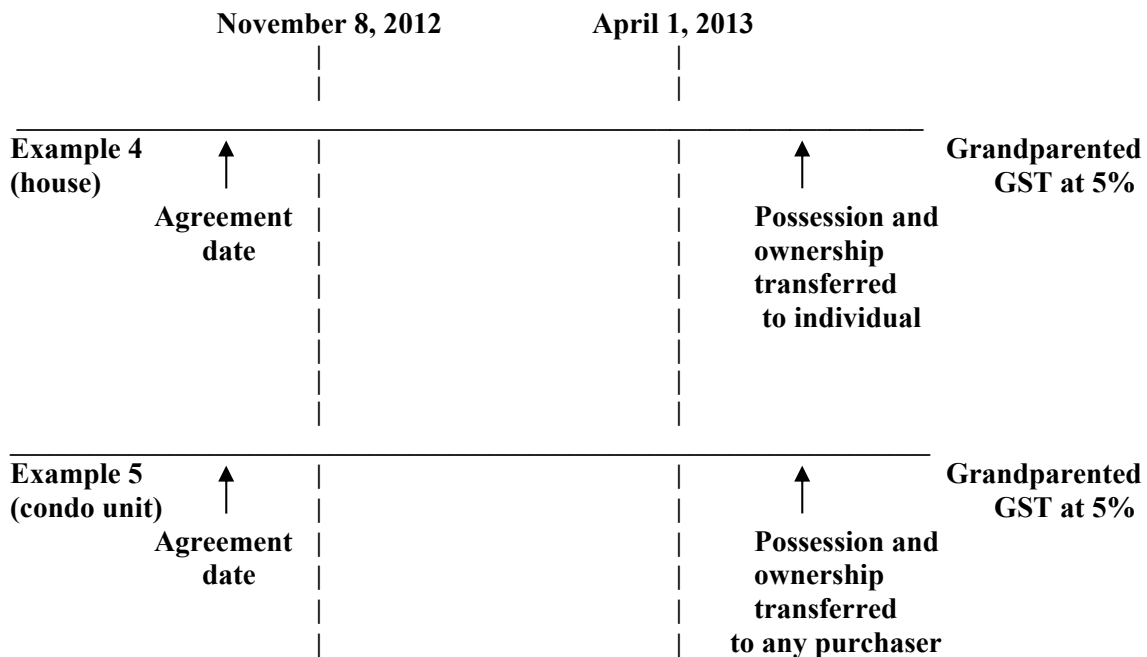 November 8, 2012 April 1, 2013
Example 4 Grandparented
(house) GST at 5%
Agreement Possession and
date ownership
transferred
to individual
Example 5 Grandparented
(condo unit) GST at 5%
Agreement Possession and
date ownership
transferred
to any purchaser